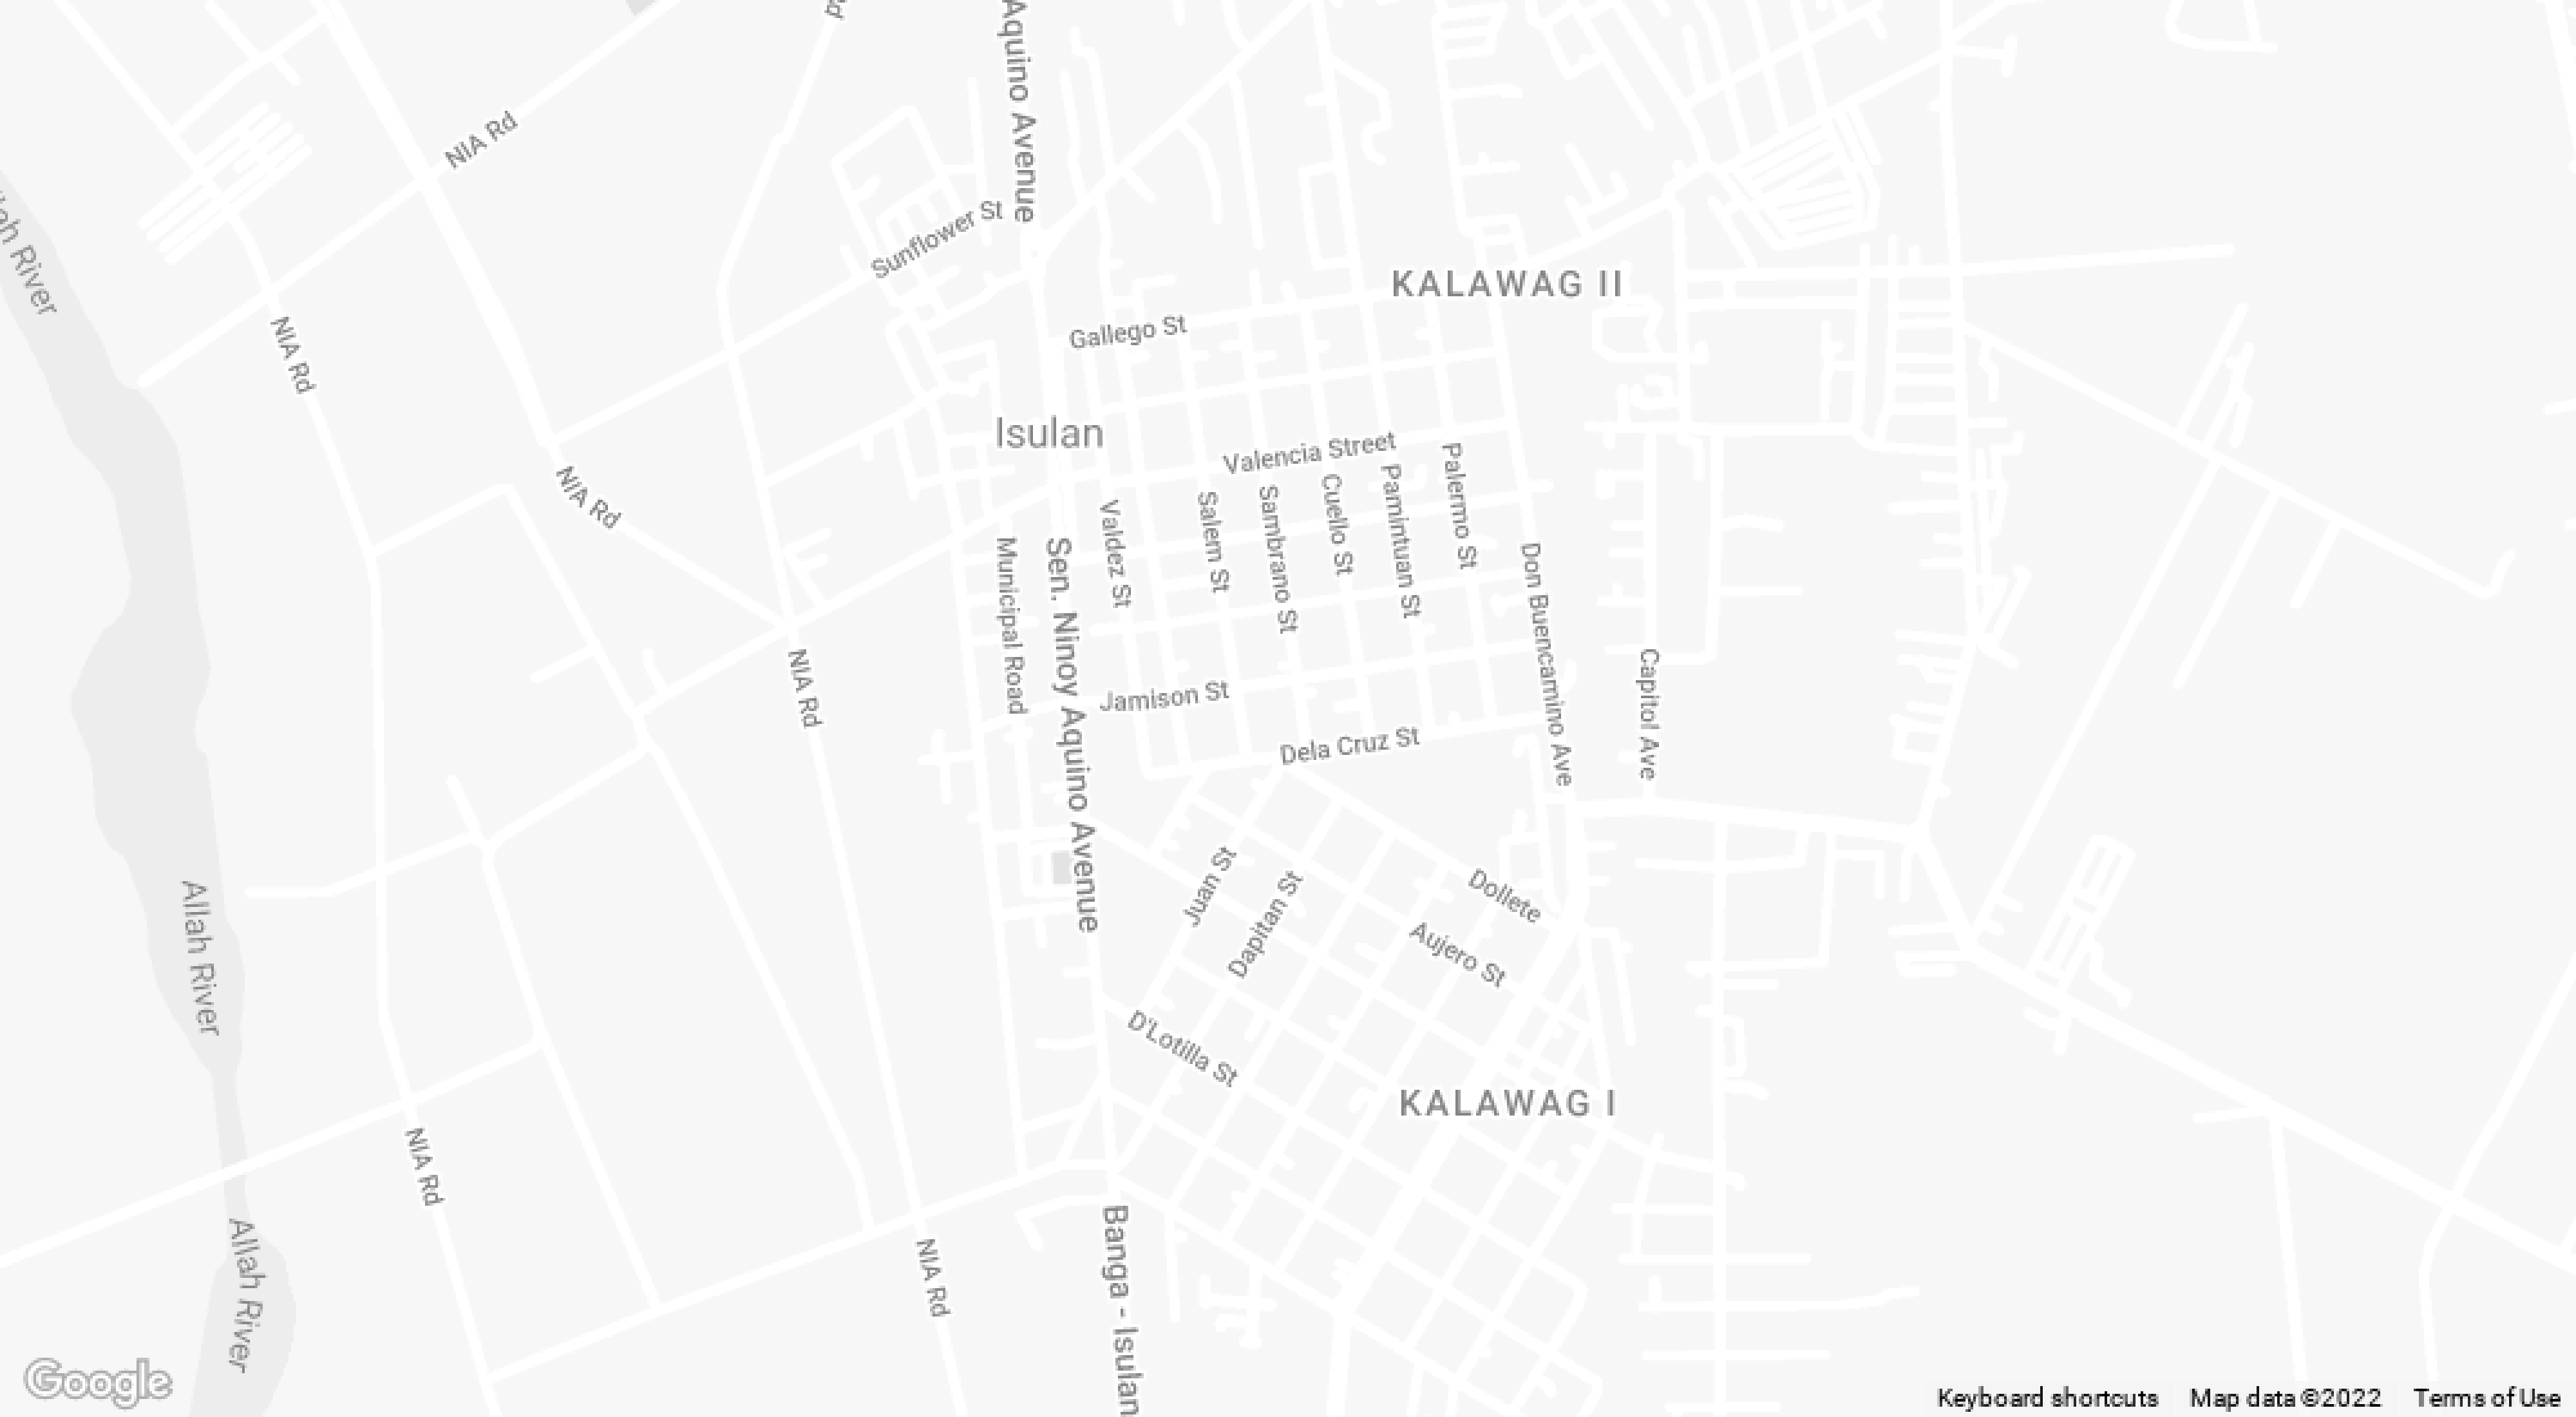 Aquino Avenue
NIA Rd
Sunflower St
River
KALAWAG II
Gallego St
NIA Rd
Isulan
Valencia Street
Palermo St
Pamintuan St
Cuello St
Sambrano St
Salem St
Valdez St
NIA Rd
Municipal Road
Sen. Ninoy Aquino Avenue
Don Buencamino Ave
NIA Rd
Capitol Ave
Jamison St
Dela Cruz St
Juan St
Dapitan St
Dollete
Aujero St
Allah River
D'Lotilla St
KALAWAG I
NIA Rd
Allah River
NIA Rd
Banga - Isulan
Google
Keyboard shortcuts
Map data ©2022
Terms of Use